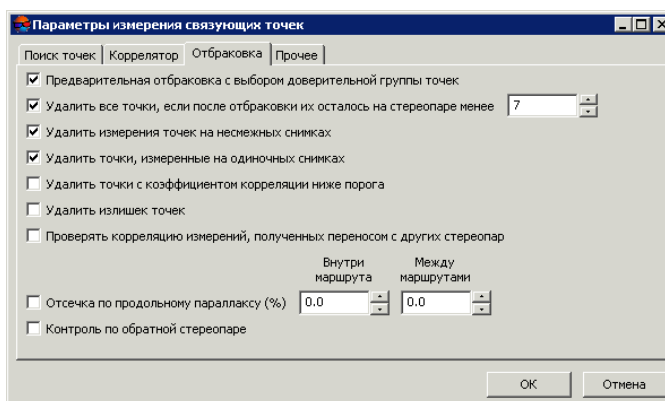 Параметры измерения связующих точек
Поиск точек Коррелятор Отбраковка Прочее
Предварительная отбраковка с выбором доверительной группы точек
Удалить все точки, если после отбраковки их осталось на стереопаре менее 7
Удалить измерения точек на несмежных снимках
Удалить точки, измеренные на одиночных снимках
Удалить точки с коэффициентом корреляции ниже порога
Удалить излишек точек
Проверять корреляцию измерений, полученных переносом с других стереопар
Внутри Между
маршрута маршрутами
Отсечка по продольному параллаксу (%) 0.0 0.0
Контроль по обратной стереопаре
OK Отмена